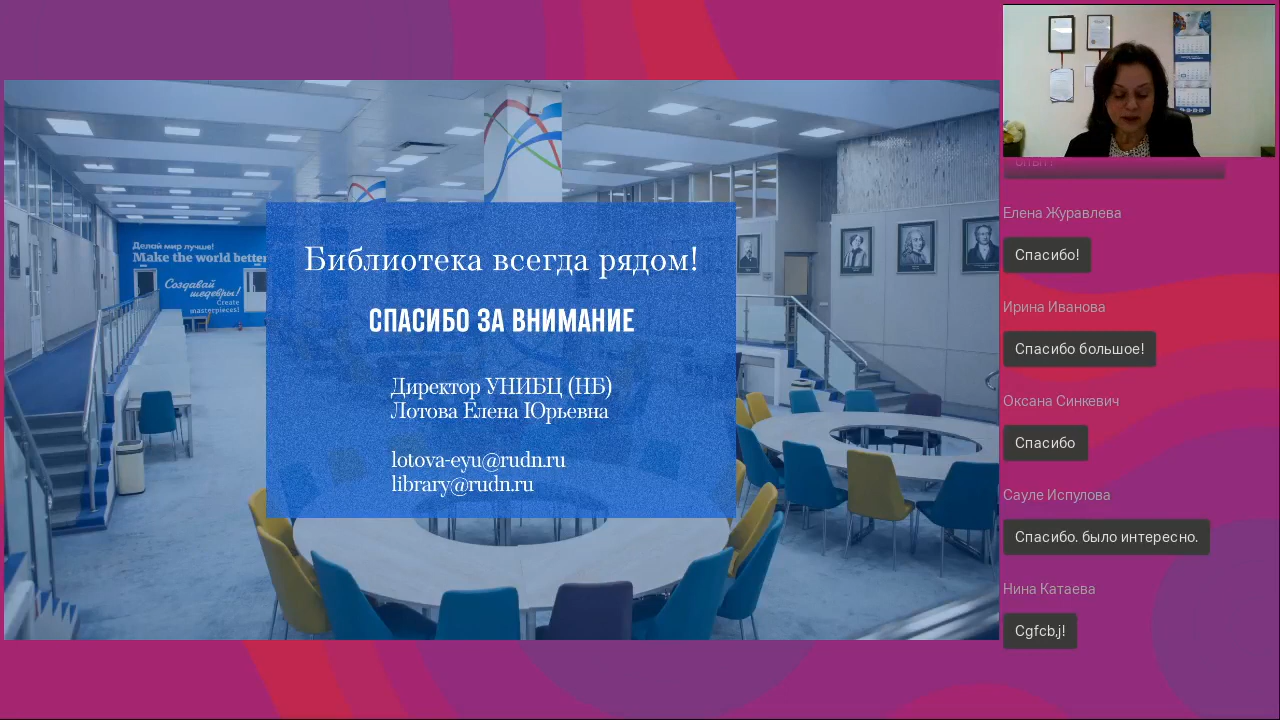 Делай мир лучше!
Make the world better
Создавай
шедевры!
Create
masterpieces!
Библиотека всегда рядом!
СПАСИБО ЗА ВНИМАНИЕ
Директор УНИБЦ (НБ)
Лотова Елена Юрьевна
lotova-eyu@rudn.ru
library@rudn.ru
Елена Журавлева
Спасибо!
Ирина Иванова
Спасибо большое!
Оксана Синкевич
Спасибо
Сауле Испулова
Спасибо. было интересно.
Нина Катаева
Cgfcb,j!